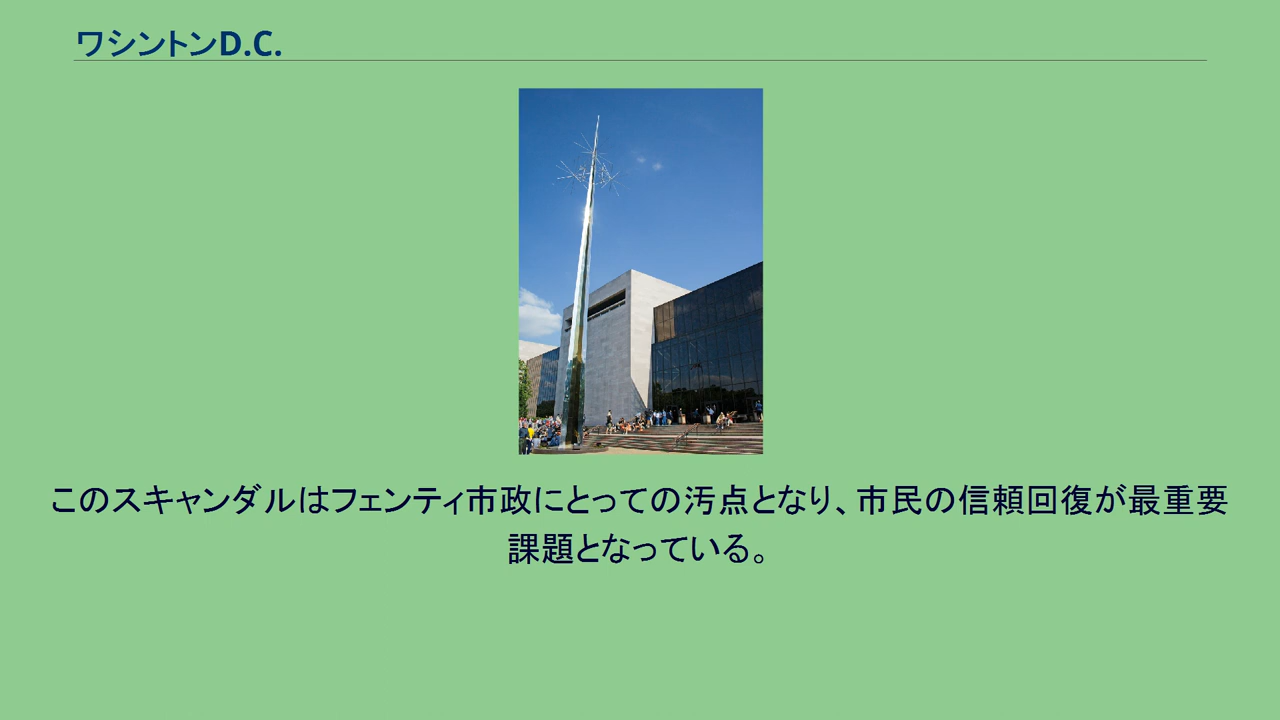 ワシントンD.C.
このスキャンダルはフェンティ市政にとっての汚点となり、市民の信頼回復が最重要
課題となっている。